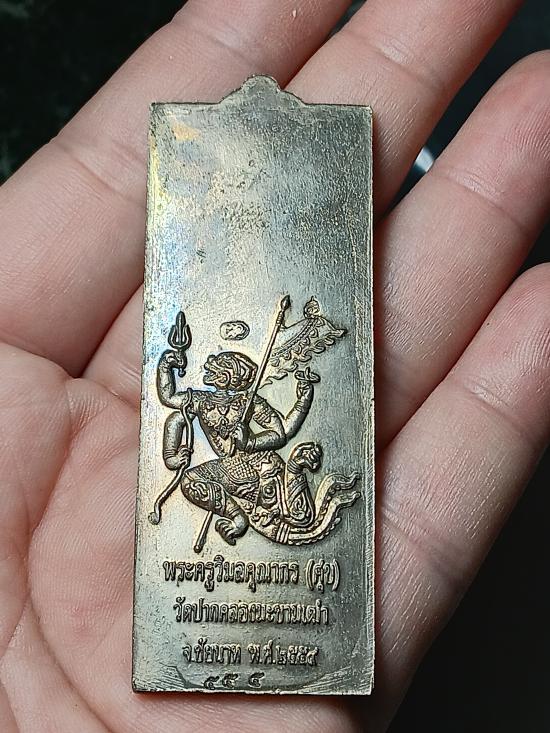 พระครูวิมลคุณากร (ศุข)
วัดปากคลองมะขามเฒ่า
จ.ชัยนาท พ.ศ.๒๕๕๔
๔๕๔